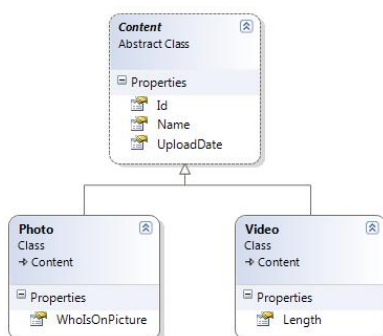 Content
Abstract Class
Properties
Id
Name
UploadDate
Photo
Class
Content
Properties
WhoIsOnPicture
Video
Class
Content
Properties
Length